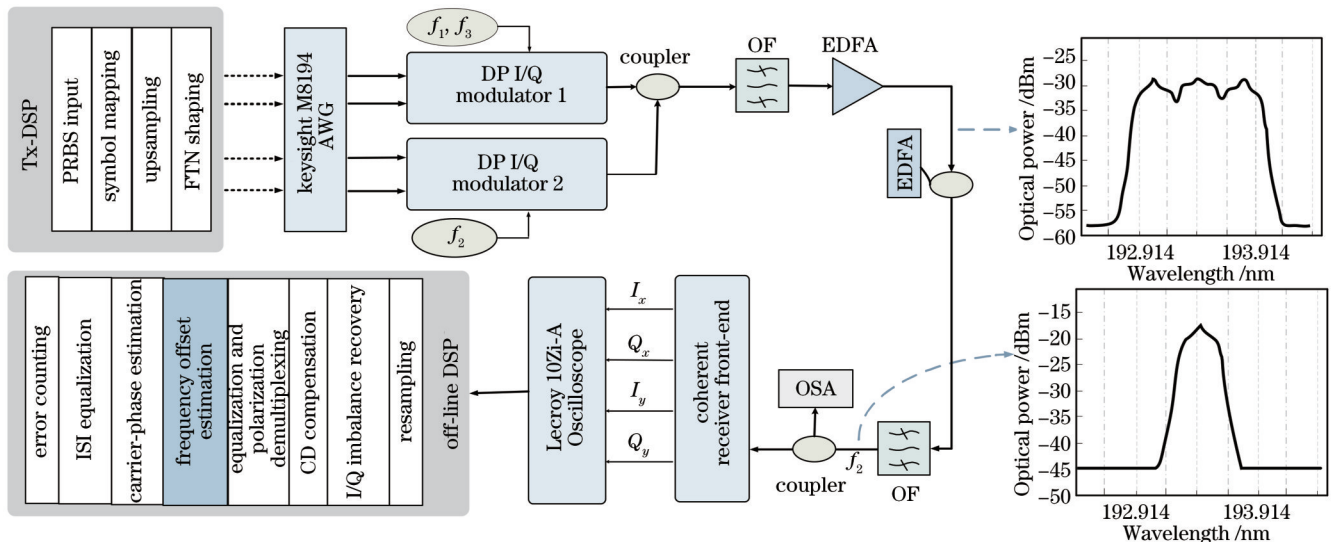 Tx-DSP
PRBS input
symbol mapping
upsampling
FTN shaping
keysight M8194
AWG
f1, f3
DP I/Q
modulator 1
DP I/Q
modulator 2
f2
coupler
OF
EDFA
EDFA
Optical power /dBm
−25
−30
−35
−40
−45
−50
−55
−60
192.914
193.914
Wavelength /nm
error counting
ISI equalization
carrier-phase estimation
frequency offset
estimation
equalization and
polarization
demultiplexing
CD compensation
I/Q imbalance recovery
resampling
off-line DSP
Lecroy 10Zi-A
Oscilloscope
Ix
Qx
Iy
Qy
coherent
receiver front-end
OSA
coupler
f2
OF
Optical power /dBm
−15
−20
−25
−30
−35
−40
−45
−50
192.914
193.914
Wavelength /nm